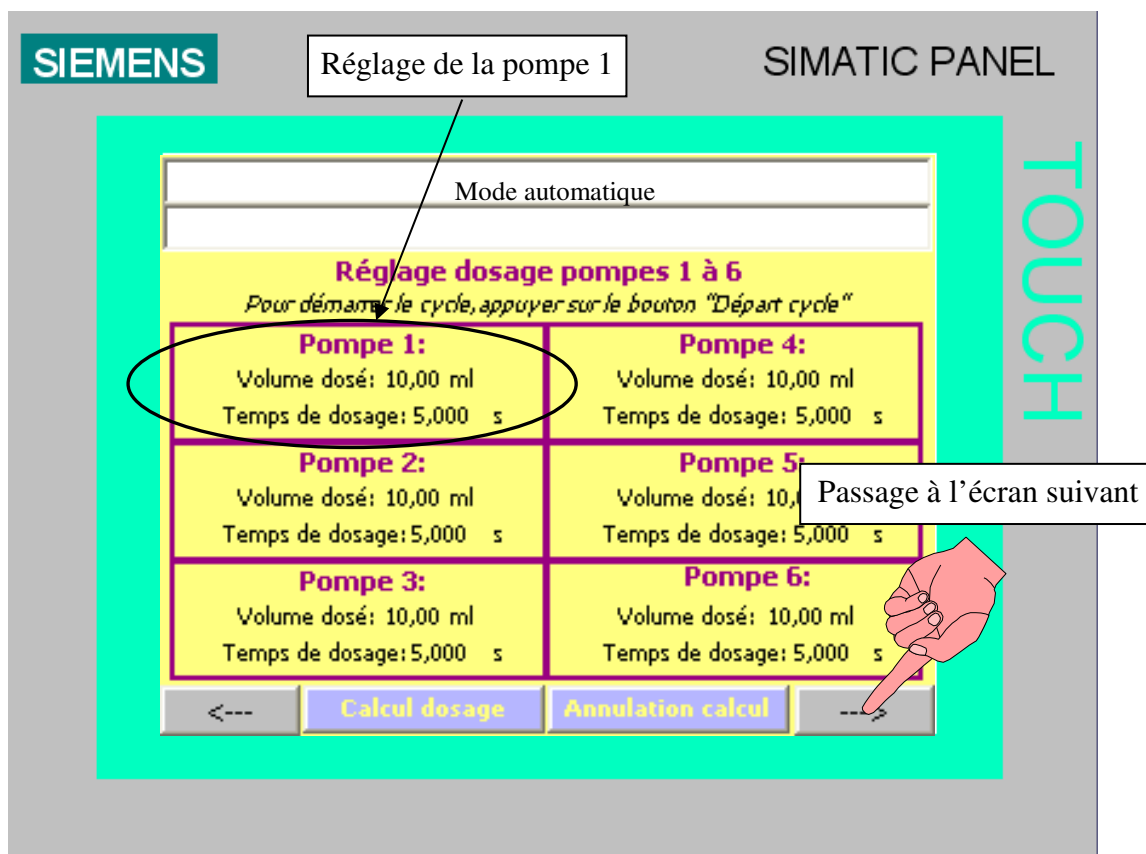 SIEMENS
SIMATIC PANEL
TOUCH
Réglage de la pompe 1
Mode automatique
Réglage dosage pompes 1 à 6
Pour démarrer le cycle, appuyer sur le bouton "Départ cycle"
Pompe 1:
Volume dosé: 10,00 ml
Temps de dosage: 5,000 s
Pompe 4:
Volume dosé: 10,00 ml
Temps de dosage: 5,000 s
Pompe 2:
Volume dosé: 10,00 ml
Temps de dosage: 5,000 s
Pompe 5:
Volume dosé: 10,
Temps de dosage: 5,000 s
Passage à l’écran suivant
Pompe 3:
Volume dosé: 10,00 ml
Temps de dosage: 5,000 s
Pompe 6:
Volume dosé: 10,00 ml
Temps de dosage: 5,000 s
<---
Calcul dosage
Annulation calcul
--->